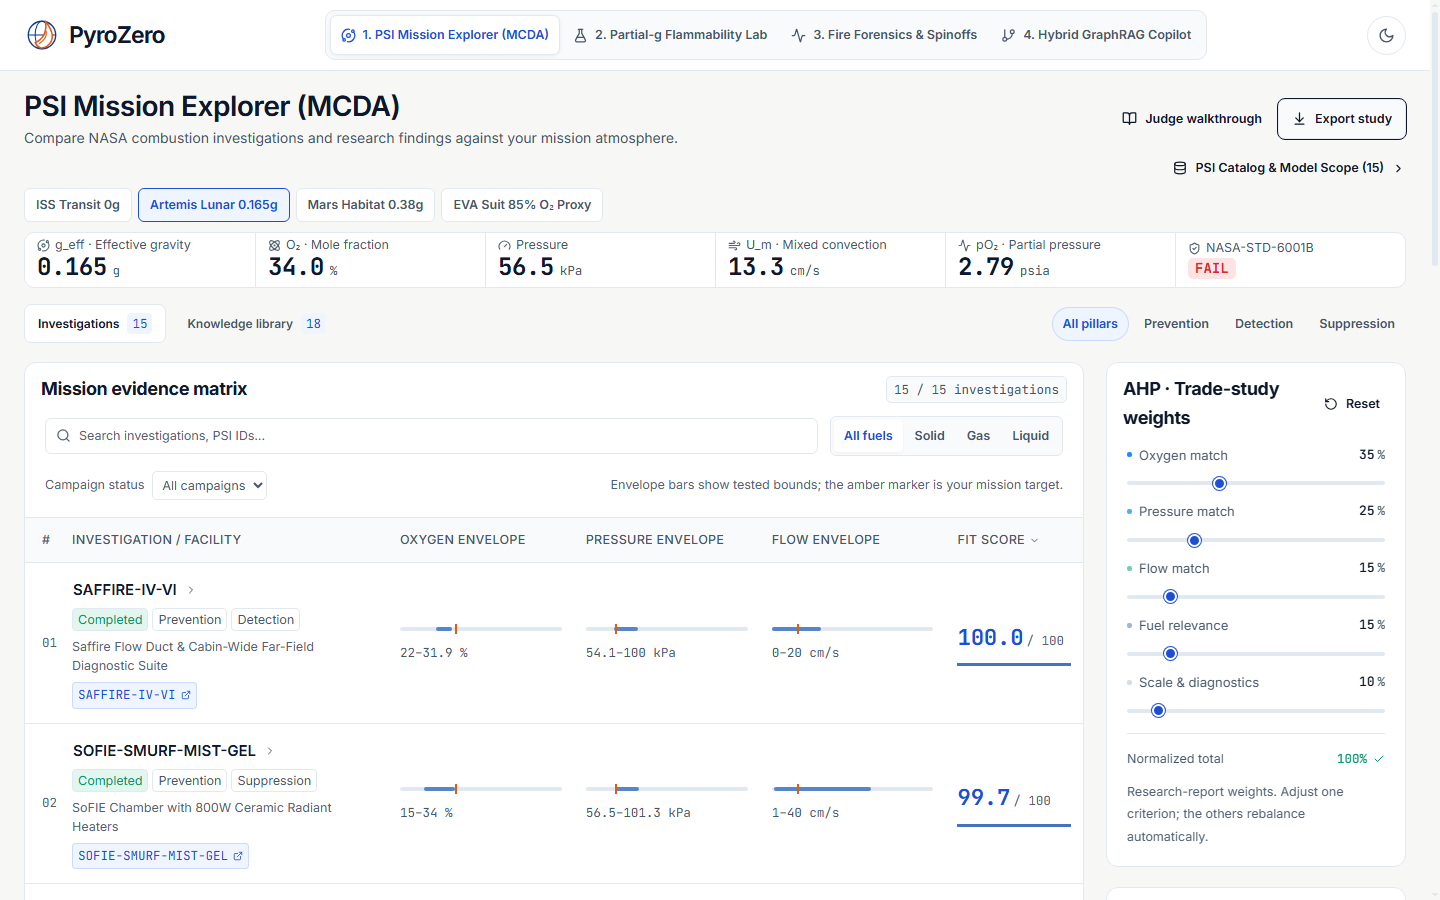 PyroZero
1. PSI Mission Explorer (MCDA)
2. Partial-g Flammability Lab
3. Fire Forensics & Spinoffs
4. Hybrid GraphRAG Copilot
PSI Mission Explorer (MCDA)
Compare NASA combustion investigations and research findings against your mission atmosphere.
Judge walkthrough
Export study
PSI Catalog & Model Scope (15)
ISS Transit 0g
Artemis Lunar 0.165g
Mars Habitat 0.38g
EVA Suit 85% O₂ Proxy
g_eff · Effective gravity
0.165 g
O₂ · Mole fraction
34.0 %
Pressure
56.5 kPa
U_m · Mixed convection
13.3 cm/s
pO₂ · Partial pressure
2.79 psia
NASA-STD-6001B
FAIL
Investigations 15
Knowledge library 18
All pillars
Prevention
Detection
Suppression
Mission evidence matrix
15 / 15 investigations
Search investigations, PSI IDs...
All fuels
Solid
Gas
Liquid
Campaign status
All campaigns
Envelope bars show tested bounds; the amber marker is your mission target.
# INVESTIGATION / FACILITY OXYGEN ENVELOPE PRESSURE ENVELOPE FLOW ENVELOPE FIT SCORE
01
SAFFIRE-IV-VI
Completed Prevention Detection
Saffire Flow Duct & Cabin-Wide Far-Field
Diagnostic Suite
SAFFIRE-IV-VI
22–31.9 %
54.1–100 kPa
0–20 cm/s
100.0 / 100
02
SOFIE-SMURF-MIST-GEL
Completed Prevention Suppression
SoFIE Chamber with 800W Ceramic Radiant
Heaters
SOFIE-SMURF-MIST-GEL
15–34 %
56.5–101.3 kPa
1–40 cm/s
99.7 / 100
AHP · Trade-study
weights
Reset
Oxygen match 35 %
Pressure match 25 %
Flow match 15 %
Fuel relevance 15 %
Scale & diagnostics 10 %
Normalized total 100%
Research-report weights. Adjust one
criterion; the others rebalance
automatically.